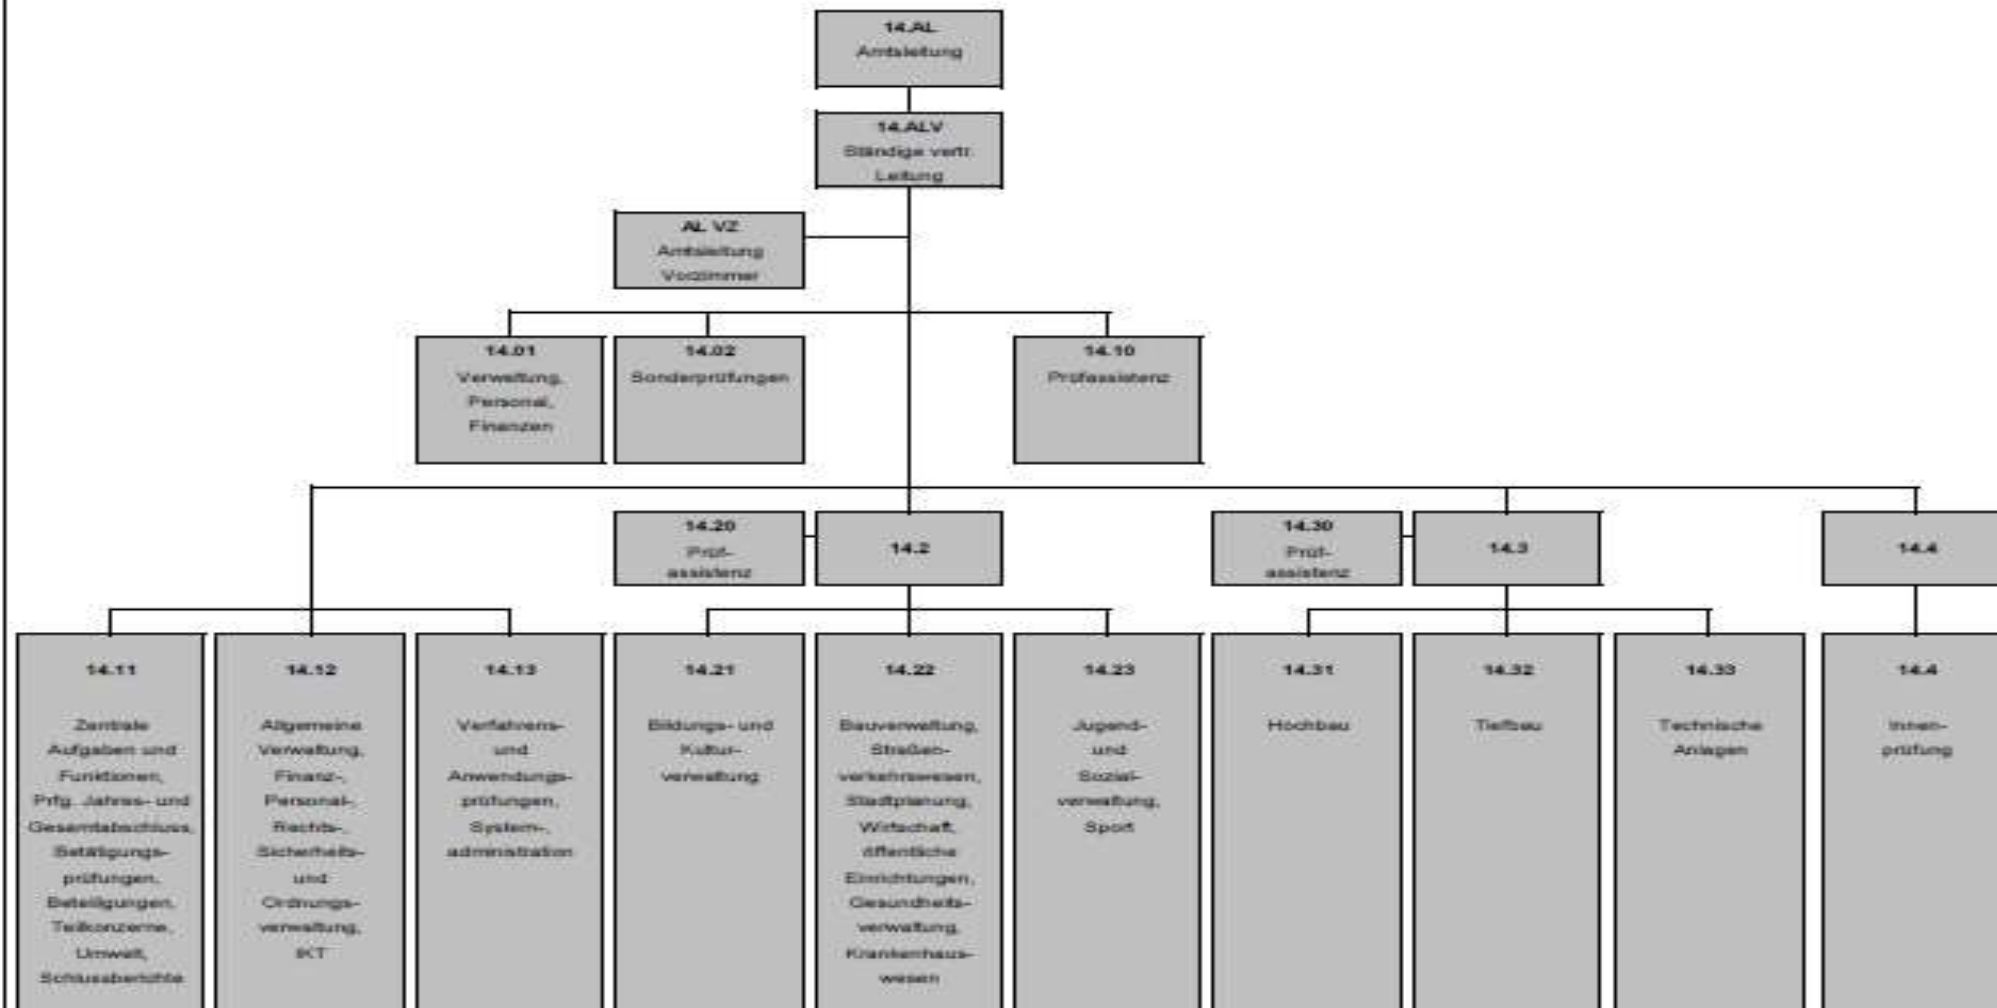 14.AL
Amtsleitung
14.ALV
Ständige vertr.
Leitung
AL VZ
Amtsleitung
Vorzimmer
14.01
Verwaltung,
Personal,
Finanzen
14.02
Sonderprüfungen
14.10
Prüfassistenz
14.20
Prüf-
assistenz
14.2
14.30
Prüf-
assistenz
14.3
14.4
14.11
Zentrale
Aufgaben und
Funktionen,
Prfg. Jahres- und
Gesamtabschluss,
Betätigungs-
prüfungen,
Beteiligungen,
Teilkonzerne,
Umwelt,
Schlussberichte
14.12
Allgemeine
Verwaltung,
Finanz-,
Personal-,
Rechts-,
Sicherheits-
und
Ordnungs-
verwaltung,
IKT
14.13
Verfahrens-
und
Anwendungs-
prüfungen,
System-,
administration
14.21
Bildungs- und
Kultur-
verwaltung
14.22
Bauverwaltung,
Straßen-
verkehrswesen,
Stadtplanung,
Wirtschaft,
öffentliche
Einrichtungen,
Gesundheits-
verwaltung,
Krankenhaus-
wesen
14.23
Jugend-
und
Sozial-
verwaltung,
Sport
14.31
Hochbau
14.32
Tiefbau
14.33
Technische
Anlagen
14.4
Innen-
prüfung